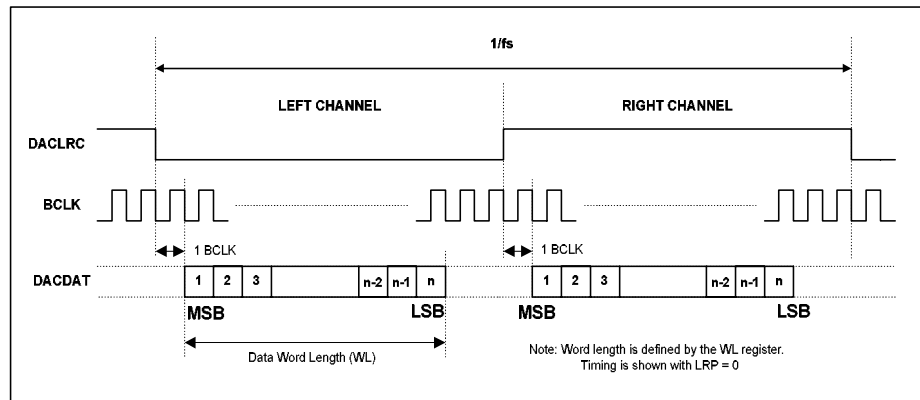 1/fs
LEFT CHANNEL
RIGHT CHANNEL
DACLRC
BCLK
1 BCLK
1 BCLK
DACDAT
1 2 3 n-2 n-1 n
1 2 3 n-2 n-1 n
MSB LSB
MSB LSB
Data Word Length (WL)
Note: Word length is defined by the WL register.
Timing is shown with LRP = 0